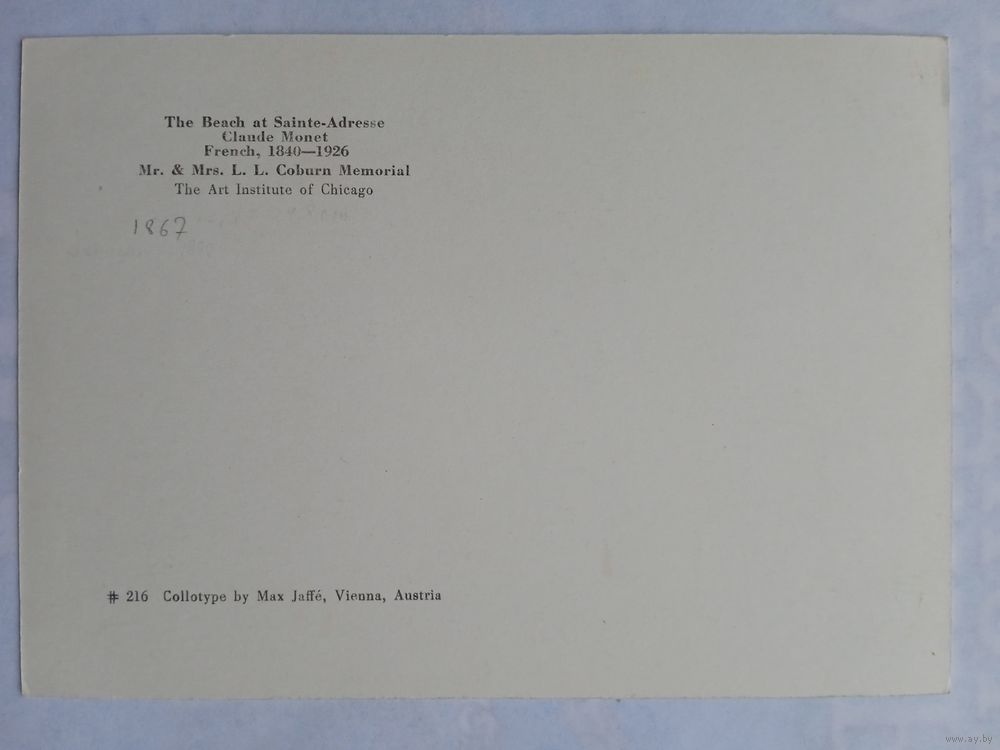 The Beach at Sainte-Adresse
Claude Monet
French, 1840—1926
Mr. & Mrs. L. L. Coburn Memorial
The Art Institute of Chicago
1867
# 216 Collotype by Max Jaffé, Vienna, Austria
www.ay.by